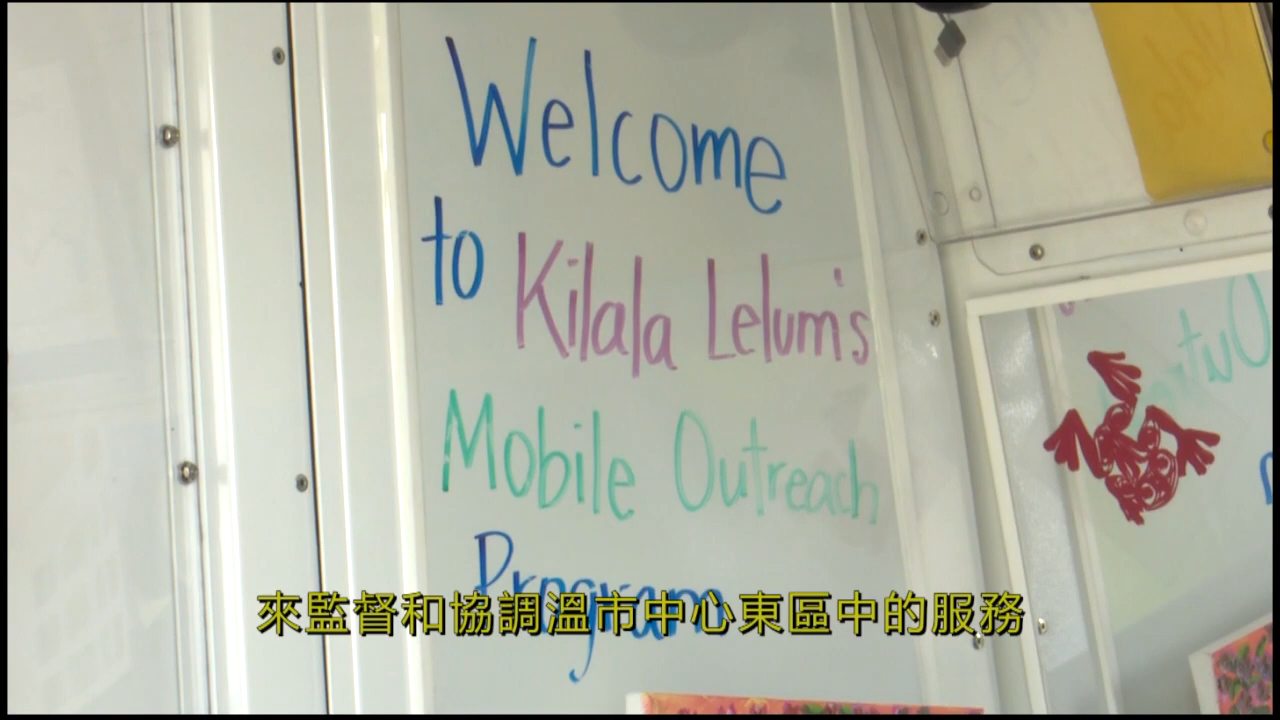 Welcome
to Kilala Lelum's
Mobile Outreach
Program
來監督和協調溫市中心東區中的服務